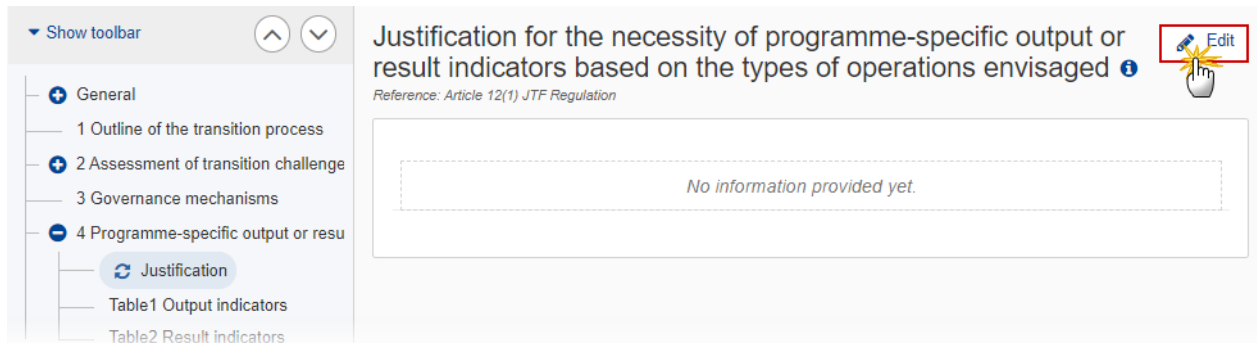 Show toolbar
General
1 Outline of the transition process
2 Assessment of transition challenge
3 Governance mechanisms
4 Programme-specific output or resu
Justification
Table1 Output indicators
Table2 Result indicators
Justification for the necessity of programme-specific output or
result indicators based on the types of operations envisaged
Edit
Reference: Article 12(1) JTF Regulation
No information provided yet.